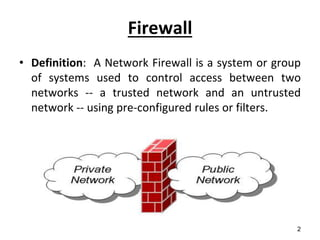 Firewall
• Definition: A Network Firewall is a system or group
of systems used to control access between two
networks -- a trusted network and an untrusted
network -- using pre-configured rules or filters.
Private Public
Network Network
2